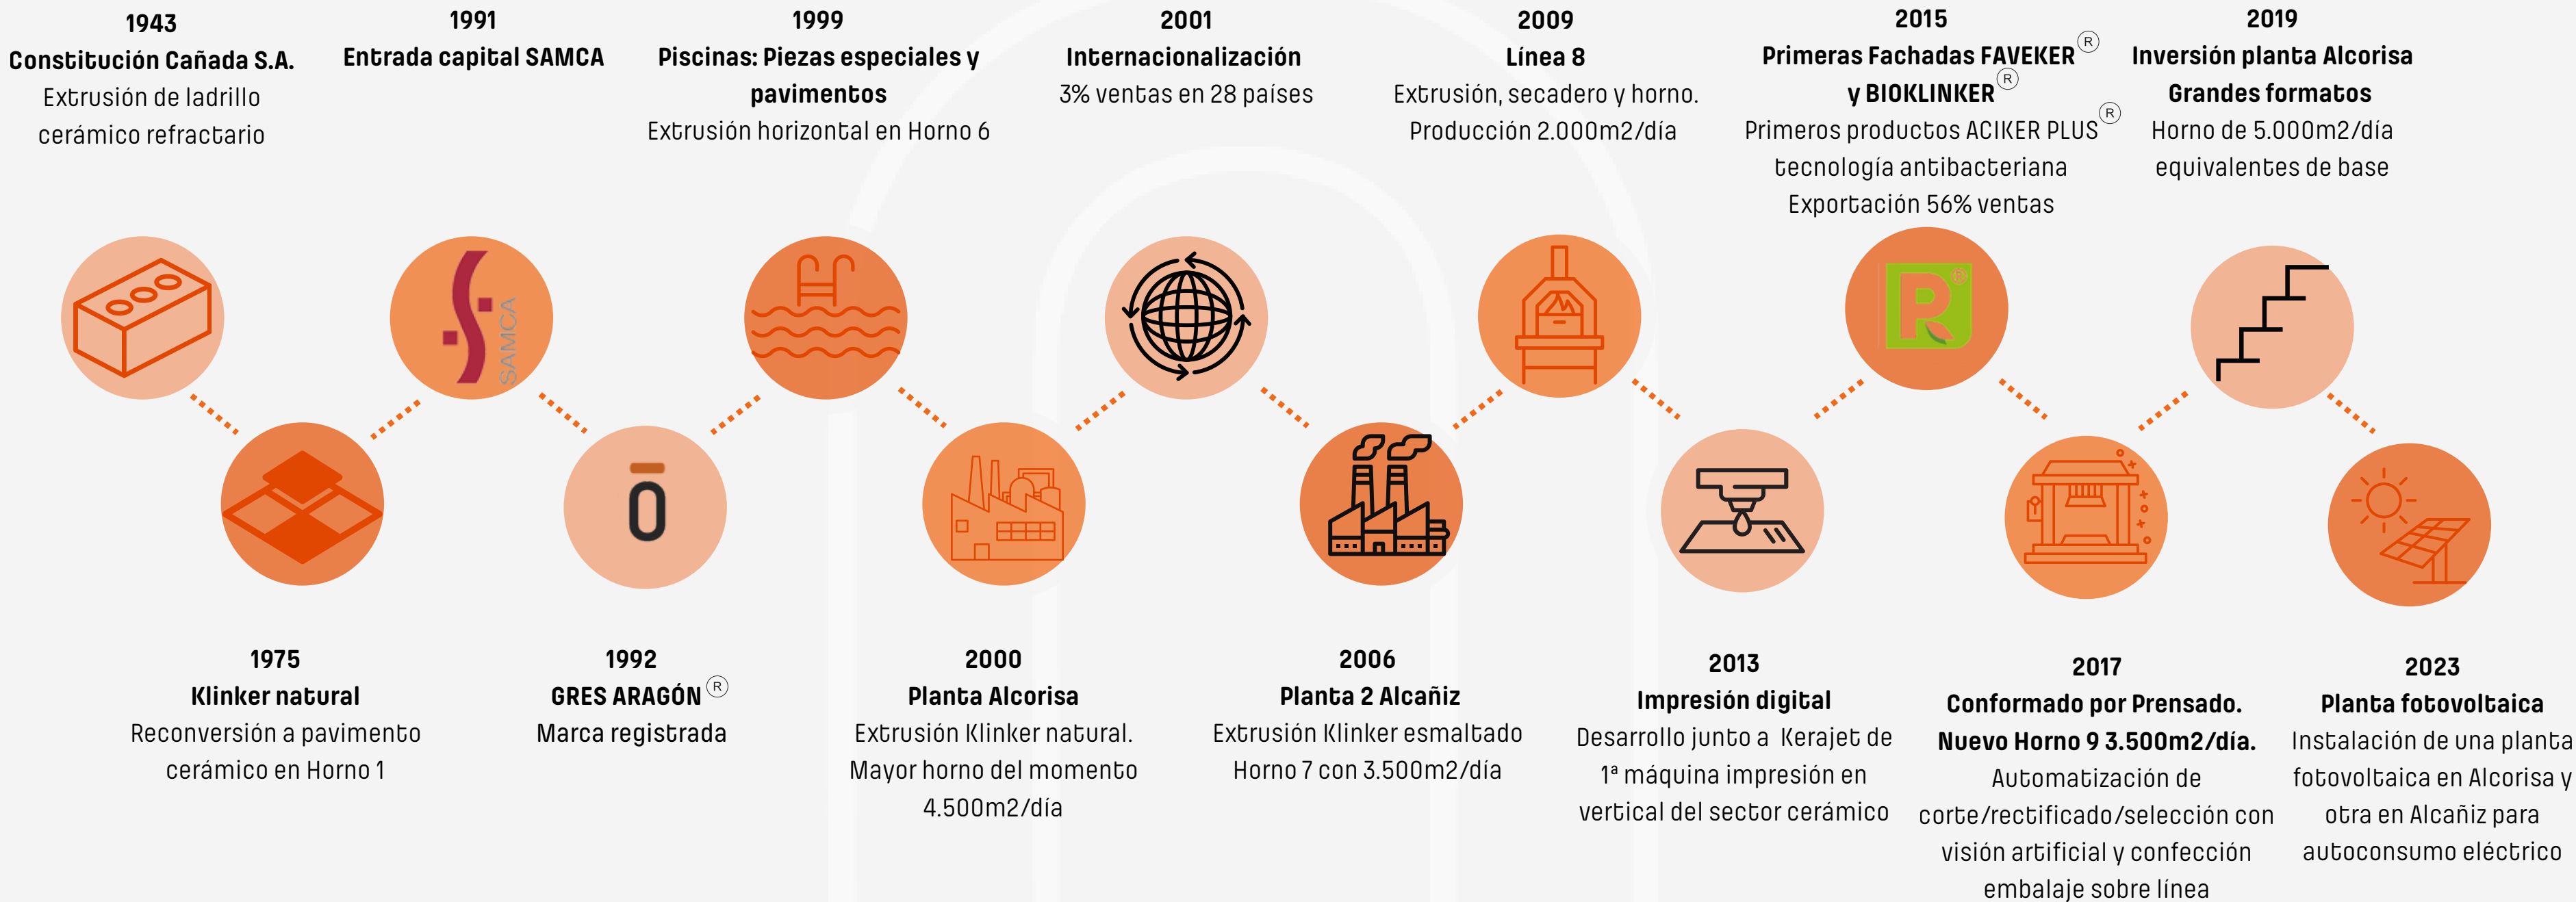 1943
Constitución Cañada S.A.
Extrusión de ladrillo
cerámico refractario
1975
Klinker natural
Reconversión a pavimento
cerámico en Horno 1
1991
Entrada capital SAMCA
SAMCA
1992
GRES ARAGÓN®
Marca registrada
1999
Piscinas: Piezas especiales y
pavimentos
Extrusión horizontal en Horno 6
2000
Planta Alcorisa
Extrusión Klinker natural.
Mayor horno del momento
4.500m2/día
2001
Internacionalización
3% ventas en 28 países
2006
Planta 2 Alcañiz
Extrusión Klinker esmaltado
Horno 7 con 3.500m2/día
2009
Línea 8
Extrusión, secadero y horno.
Producción 2.000m2/día
2013
Impresión digital
Desarrollo junto a Kerajet de
1ª máquina impresión en
vertical del sector cerámico
2015
Primeras Fachadas FAVEKER®
y BIOKLINKER®
Primeros productos ACIKER PLUS®
tecnología antibacteriana
Exportación 56% ventas
R®
2017
Conformado por Prensado.
Nuevo Horno 9 3.500m2/día.
Automatización de
corte/rectificado/selección con
visión artificial y confección
embalaje sobre línea
2019
Inversión planta Alcorisa
Grandes formatos
Horno de 5.000m2/día
equivalentes de base
2023
Planta fotovoltaica
Instalación de una planta
fotovoltaica en Alcorisa y
otra en Alcañiz para
autoconsumo eléctrico